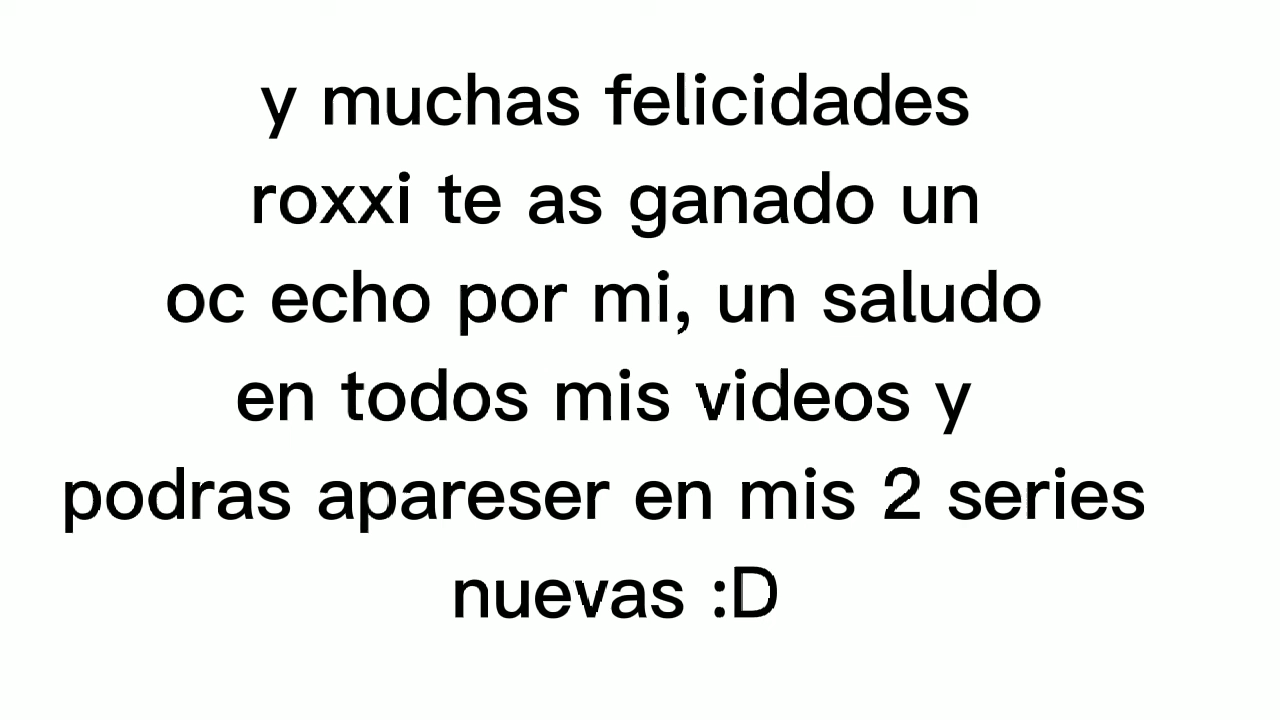 y muchas felicidades
roxxi te as ganado un
oc echo por mi, un saludo
en todos mis videos y
podras apareser en mis 2 series
nuevas :D